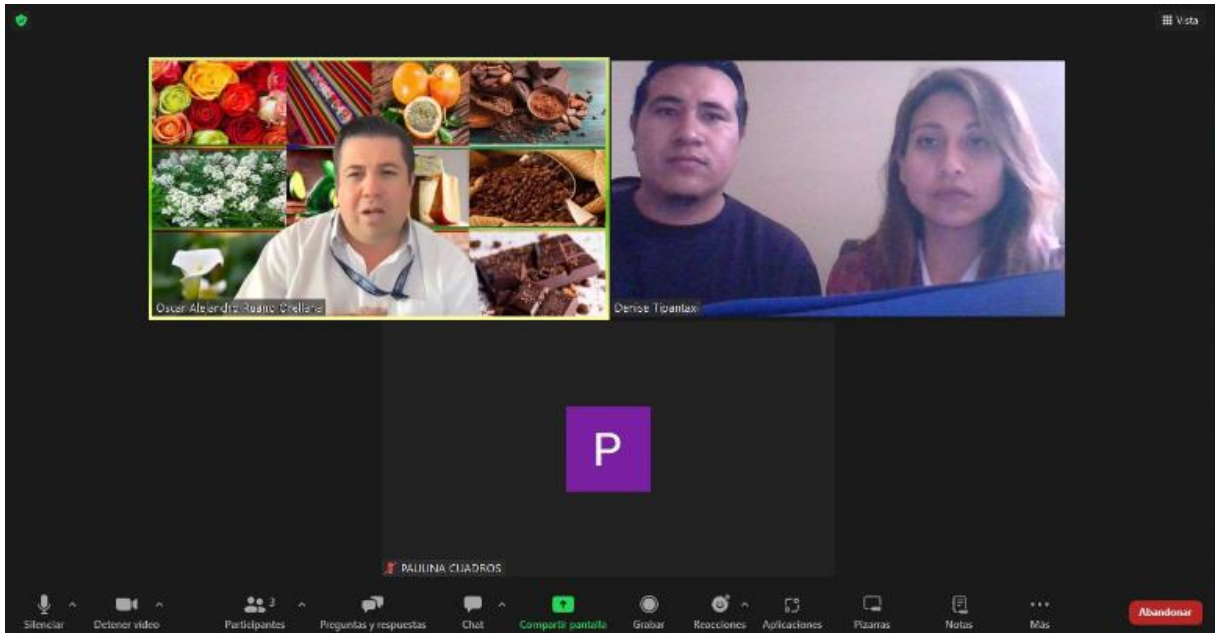 Vista
Oscar Alejandro Ruano Orellana
Denise Tipantaxi
P
PAULINA CUADROS
Silenciar
Detener video
3
Participantes
Preguntas y respuestas
Chat
Compartir pantalla
Grabar
Reacciones
Aplicaciones
Pizarras
Notas
Más
Abandonar